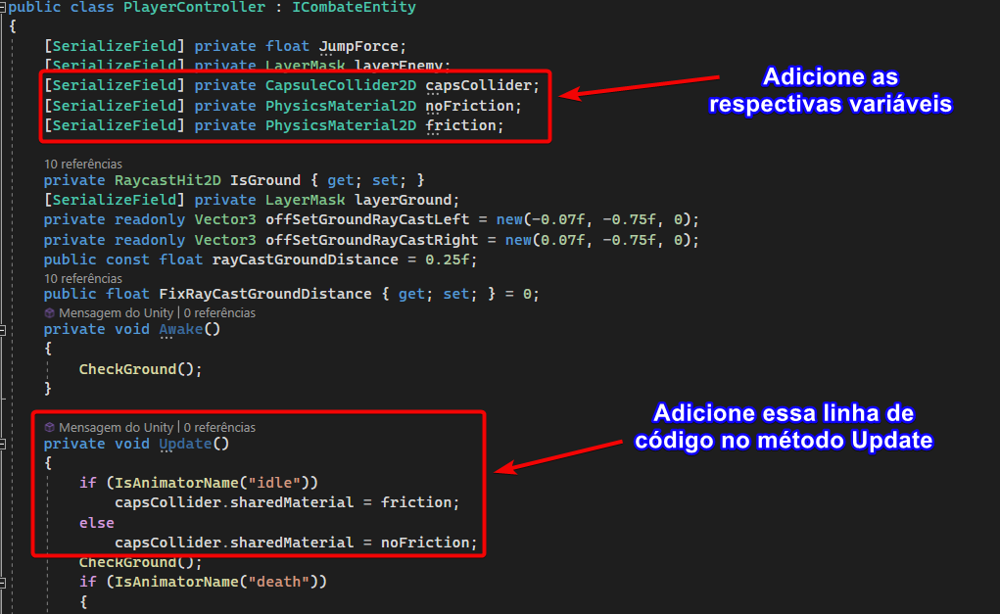 public class PlayerController : ICombateEntity
{
[SerializeField] private float JumpForce;
[SerializeField] private LayerMask layerEnemy;
[SerializeField] private CapsuleCollider2D capsCollider;
[SerializeField] private PhysicsMaterial2D noFriction;
[SerializeField] private PhysicsMaterial2D friction;
Adicione as
respectivas variáveis
10 referências
private RaycastHit2D IsGround { get; set; }
[SerializeField] private LayerMask layerGround;
private readonly Vector3 offSetGroundRayCastLeft = new(-0.07f, -0.75f, 0);
private readonly Vector3 offSetGroundRayCastRight = new(0.07f, -0.75f, 0);
public const float rayCastGroundDistance = 0.25f;
10 referências
public float FixRayCastGroundDistance { get; set; } = 0;
Mensagem do Unity | 0 referências
private void Awake()
{
CheckGround();
}
Adicione essa linha de
código no método Update
Mensagem do Unity | 0 referências
private void Update()
{
if (IsAnimatorName("idle"))
capsCollider.sharedMaterial = friction;
else
capsCollider.sharedMaterial = noFriction;
CheckGround();
if (IsAnimatorName("death"))
{